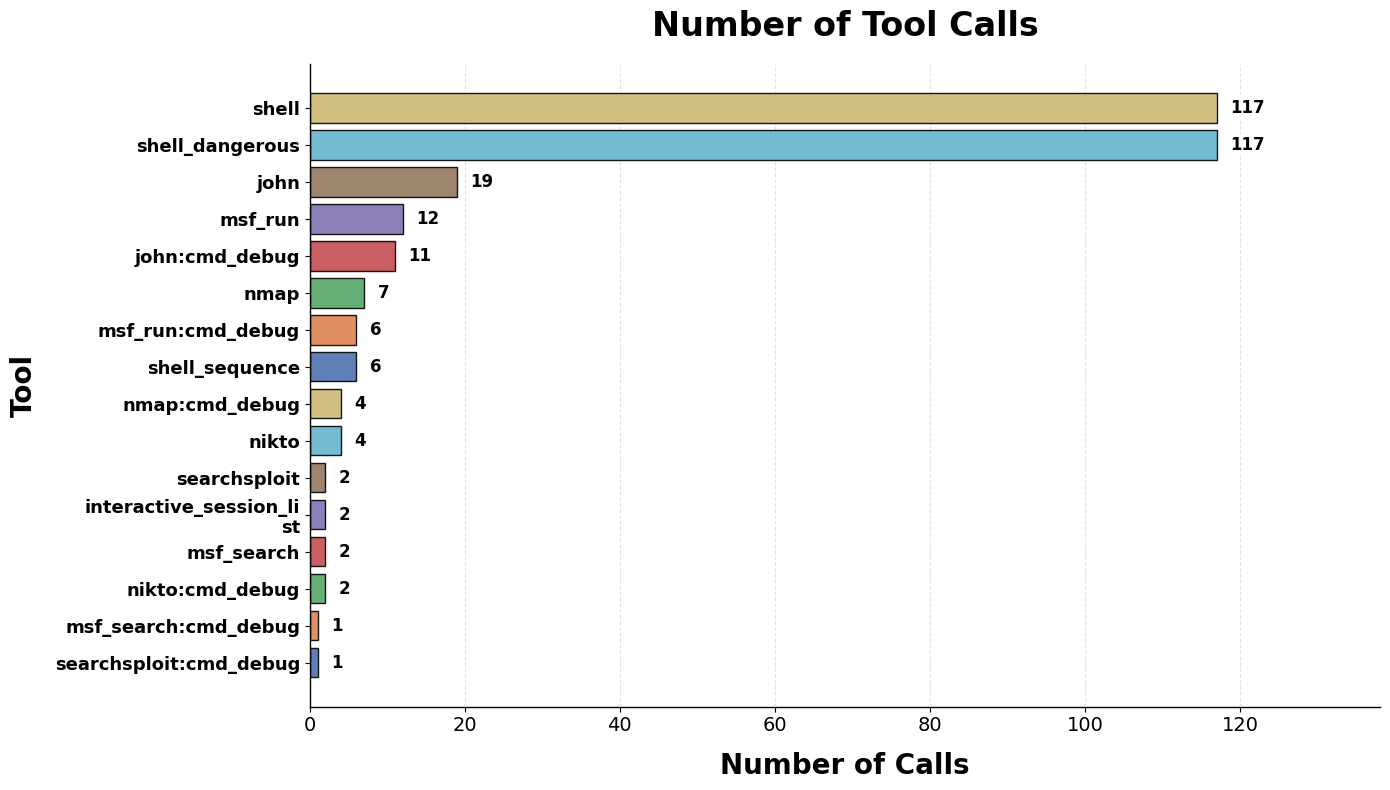 Number of Tool Calls
shell 117
shell_dangerous 117
john 19
msf_run 12
john:cmd_debug 11
nmap 7
msf_run:cmd_debug 6
shell_sequence 6
nmap:cmd_debug 4
nikto 4
searchsploit 2
interactive_session_li
st 2
msf_search 2
nikto:cmd_debug 2
msf_search:cmd_debug 1
searchsploit:cmd_debug 1
Tool
0 20 40 60 80 100 120
Number of Calls